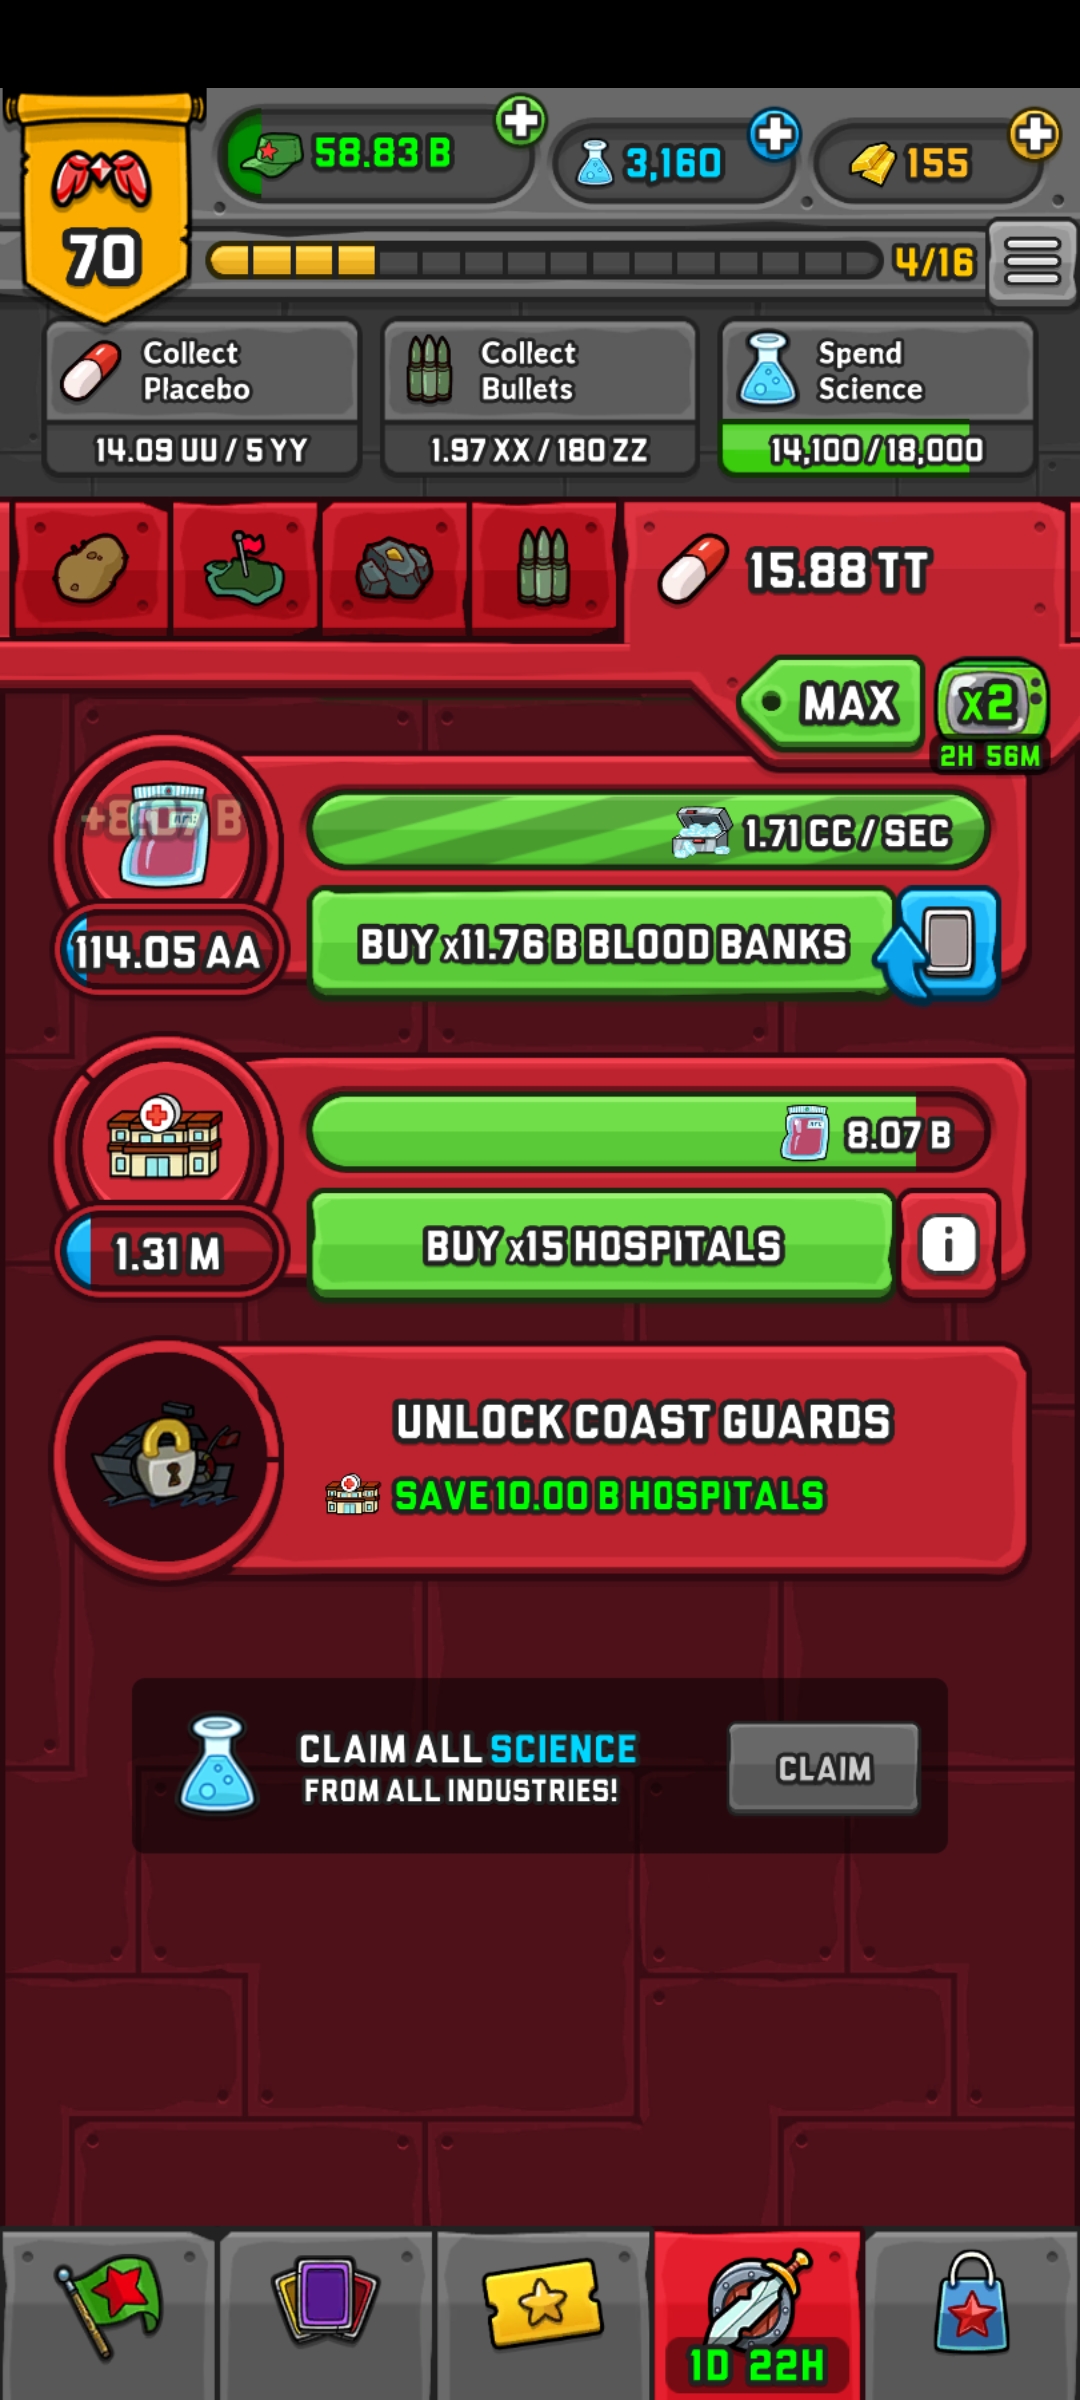 70
58.83 B
3,160
155
4/16
Collect
Placebo
14.09 UU / 5 YY
Collect
Bullets
1.97 XX / 180 ZZ
Spend
Science
14,100 / 18,000
15.88 TT
MAX
x2
2H 56M
+8.07 B
1.71 CC / SEC
114.05 AA
BUY x11.76 B BLOOD BANKS
8.07 B
1.31 M
BUY x15 HOSPITALS
i
UNLOCK COAST GUARDS
SAVE 10.00 B HOSPITALS
CLAIM ALL SCIENCE
FROM ALL INDUSTRIES!
CLAIM
1D 22H